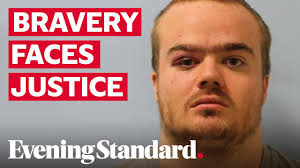 BRAVERY
FACES
JUSTICE
Evening Standard.